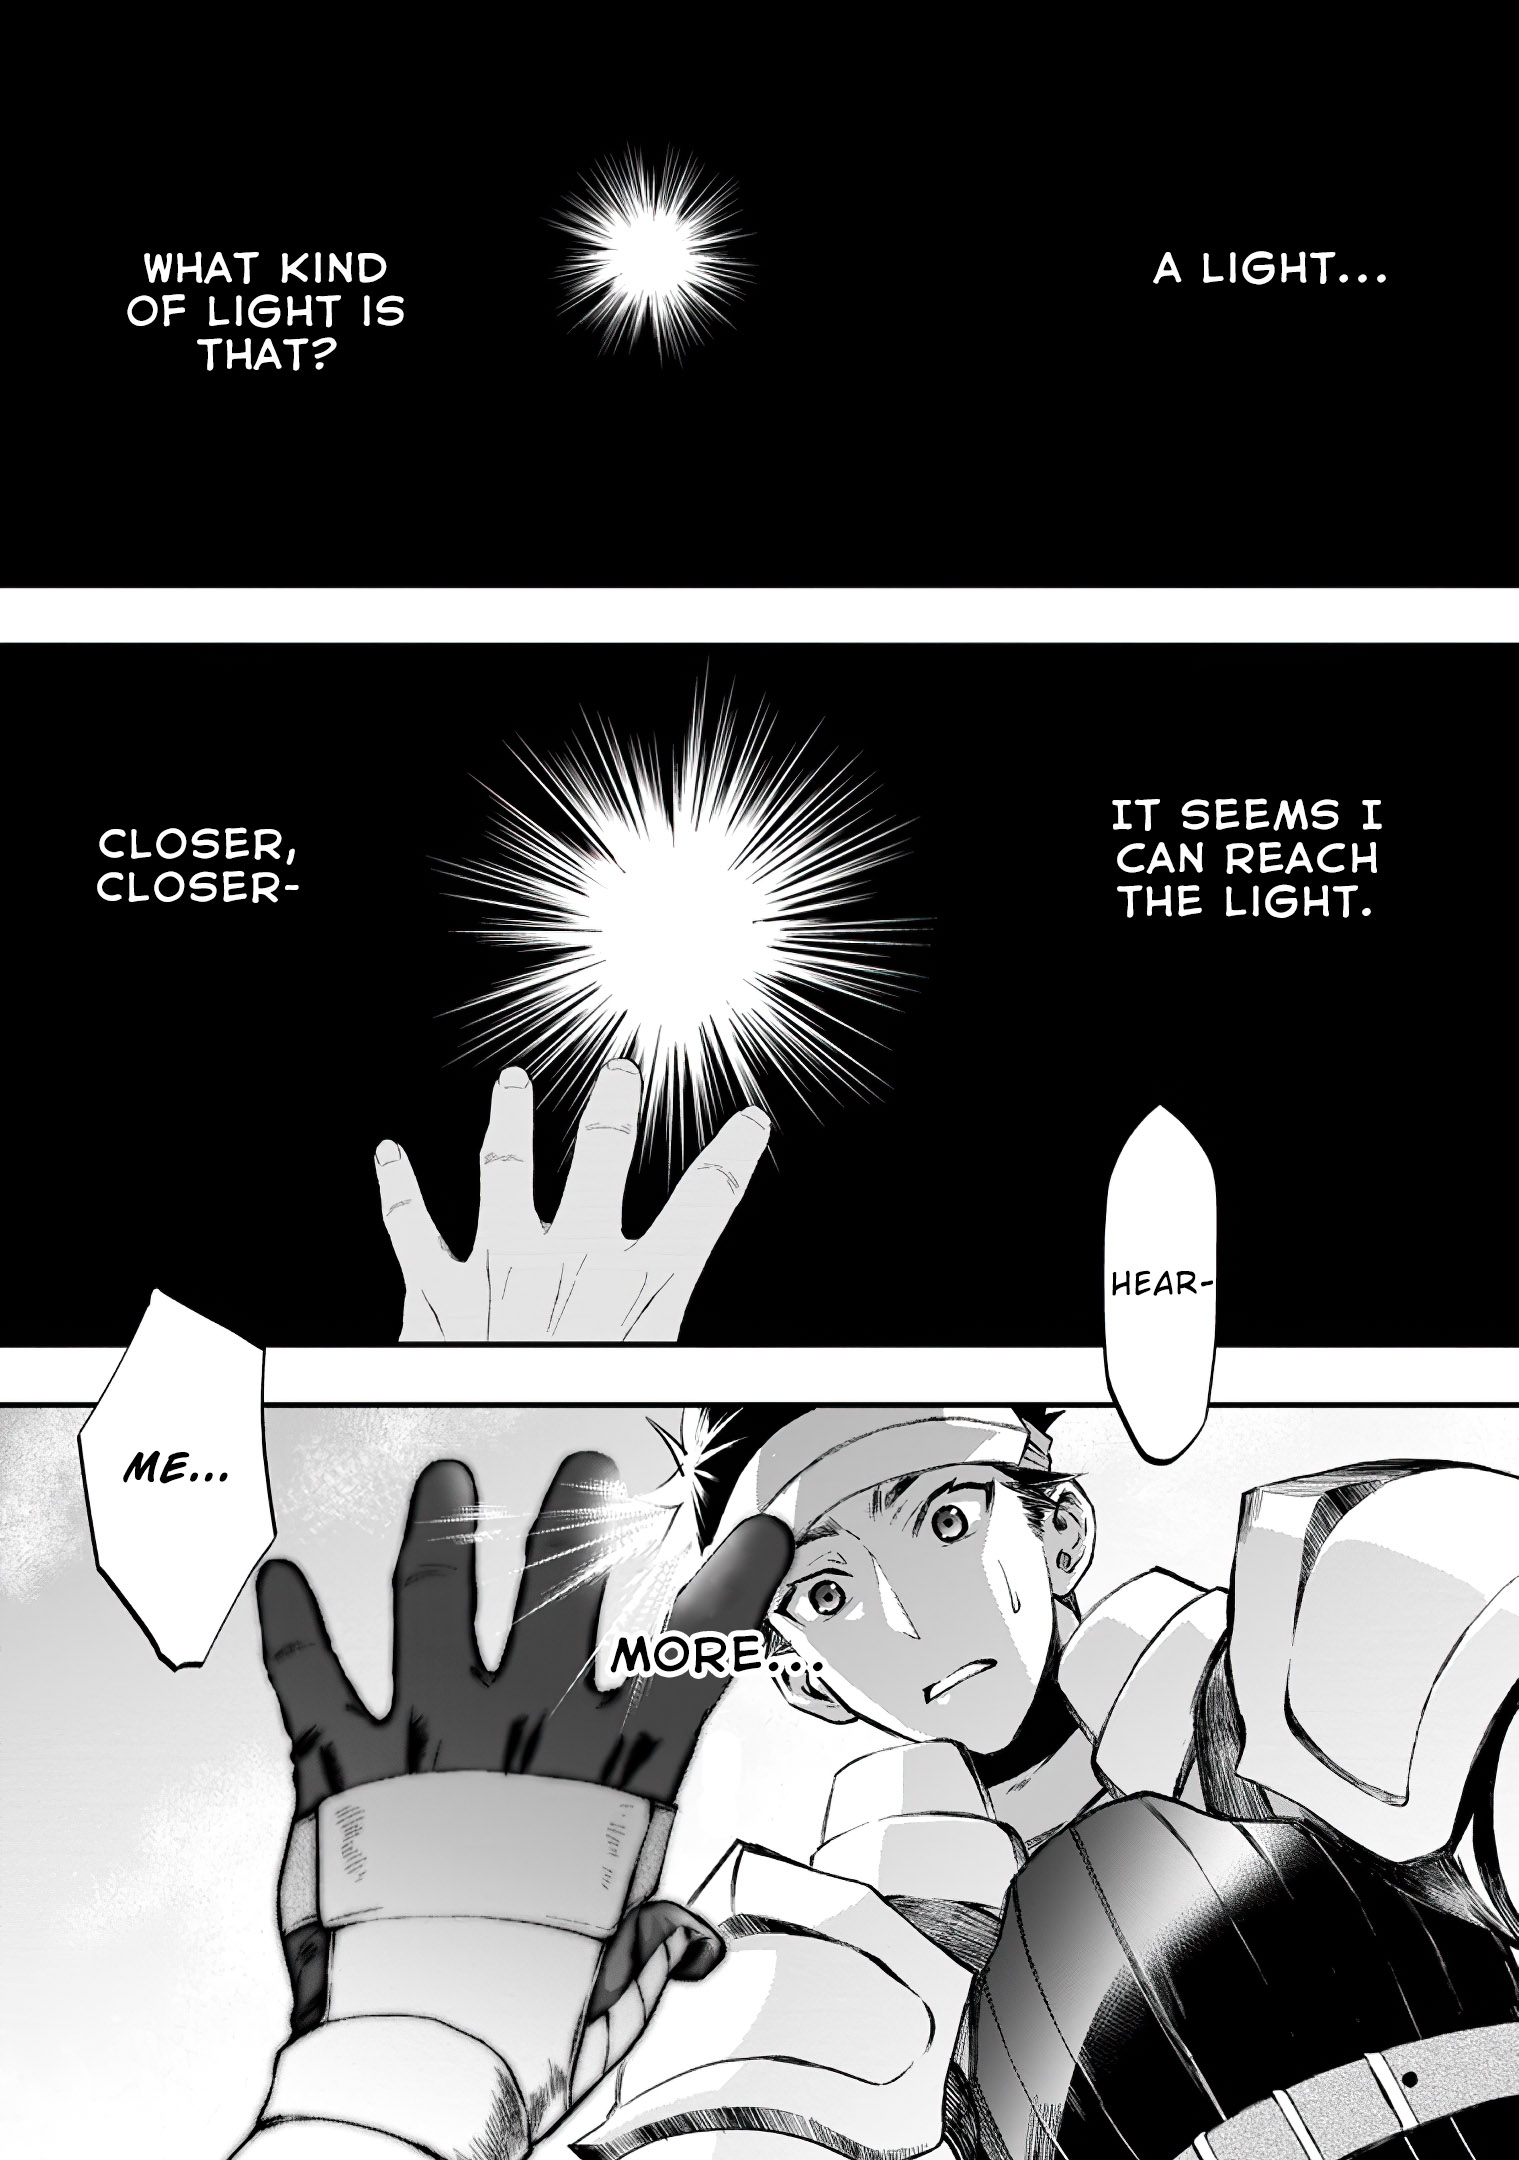 A LIGHT...
WHAT KIND
OF LIGHT IS
THAT?
IT SEEMS I
CAN REACH
THE LIGHT.
CLOSER,
CLOSER-
HEAR-
MORE...
ME...